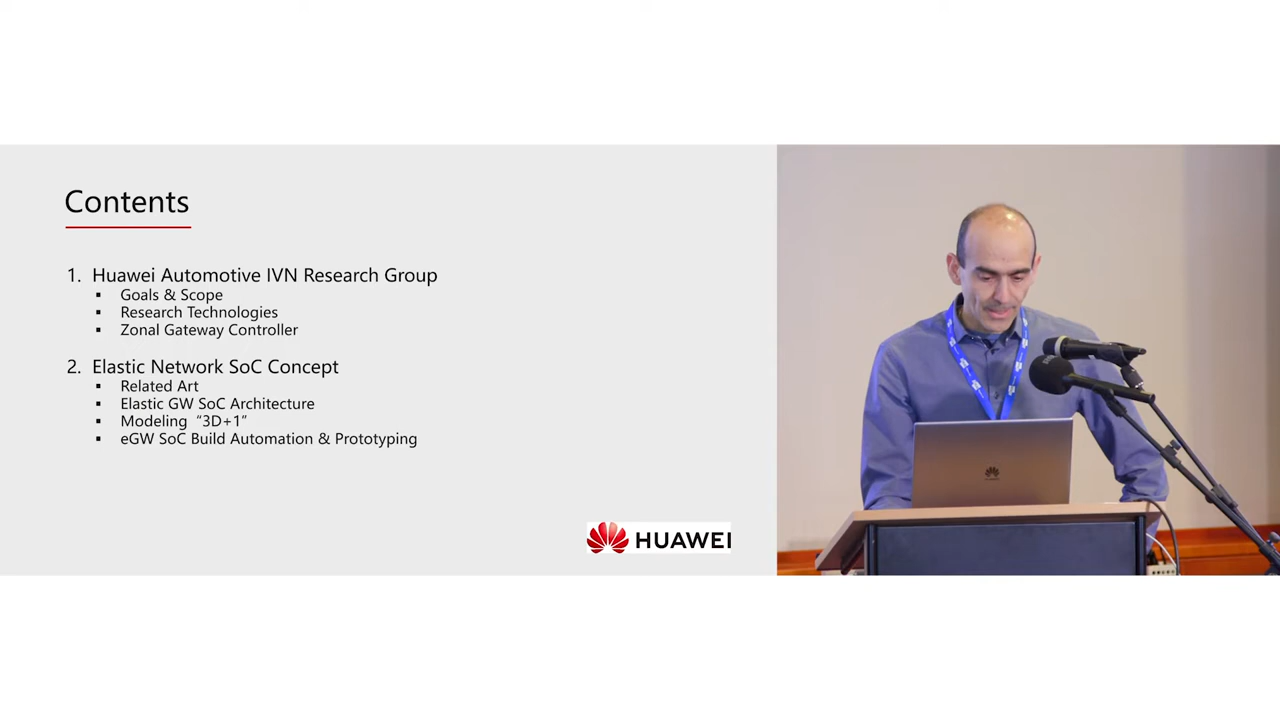 Contents
1. Huawei Automotive IVN Research Group
▪ Goals & Scope
▪ Research Technologies
▪ Zonal Gateway Controller
2. Elastic Network SoC Concept
▪ Related Art
▪ Elastic GW SoC Architecture
▪ Modeling “3D+1”
▪ eGW SoC Build Automation & Prototyping
HUAWEI